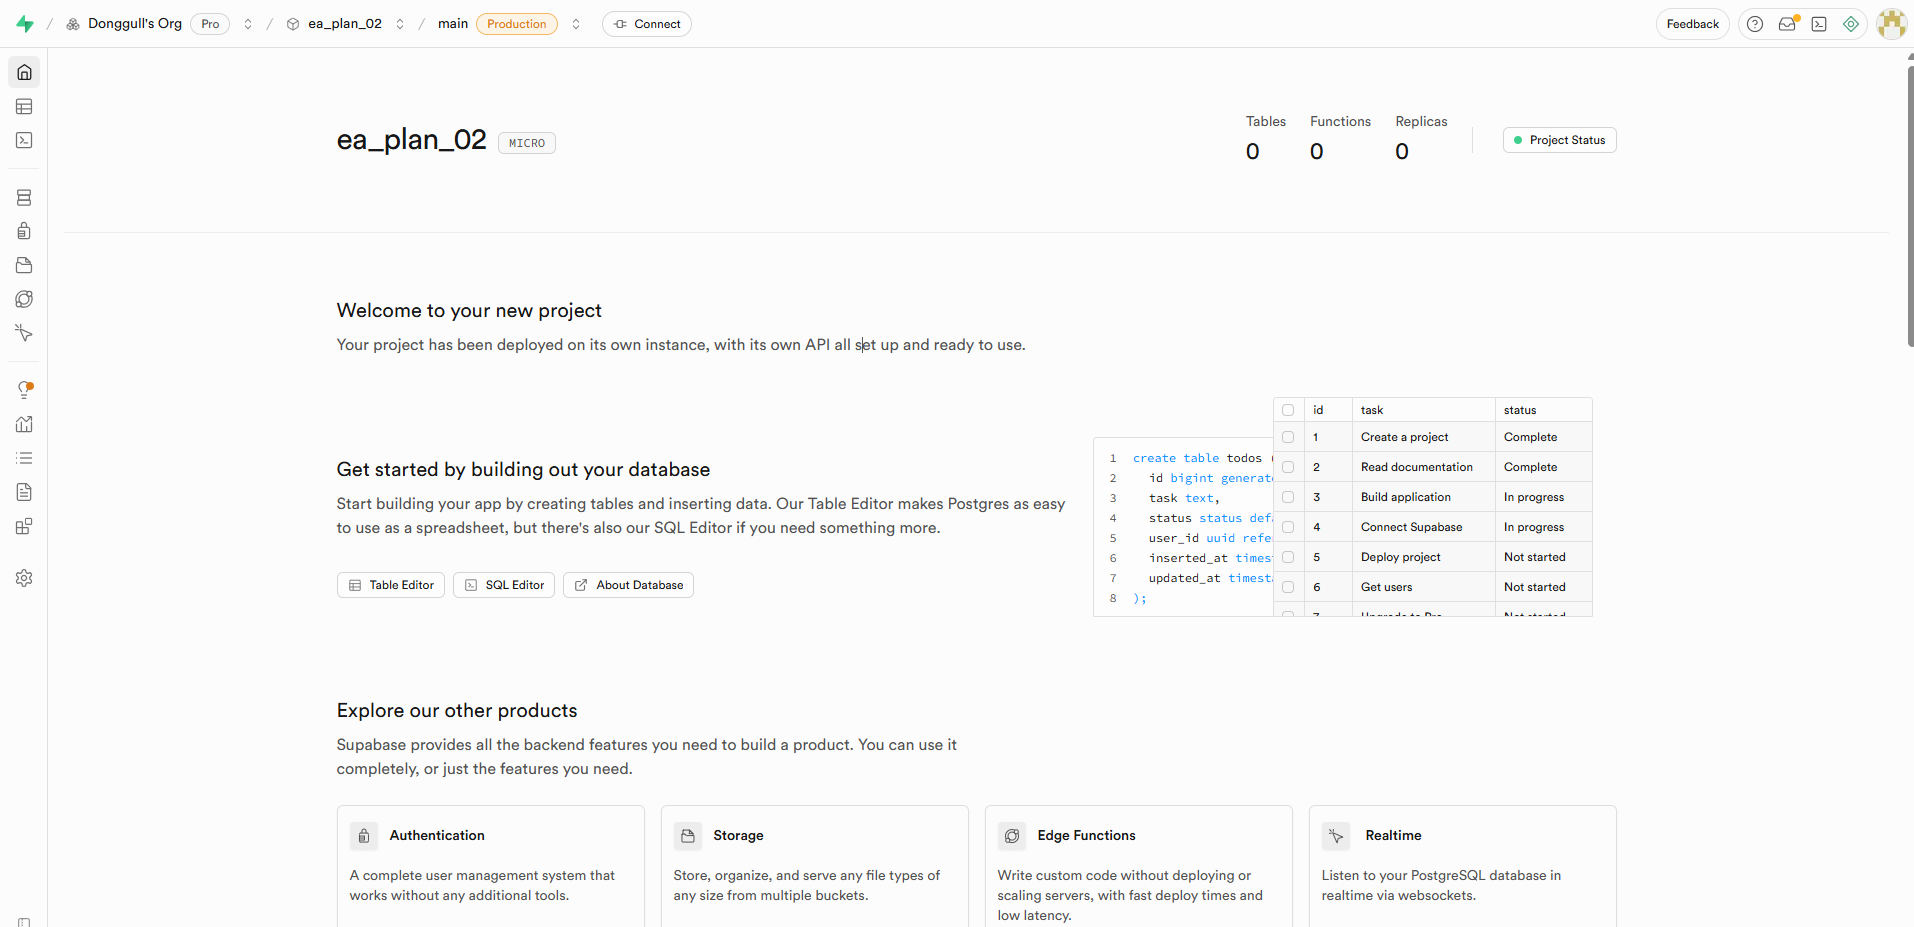 Donggull's Org Pro
ea_plan_02
main Production
Connect
Feedback
ea_plan_02 MICRO
Tables Functions Replicas
0 0 0
Project Status
Welcome to your new project
Your project has been deployed on its own instance, with its own API all set up and ready to use.
Get started by building out your database
Start building your app by creating tables and inserting data. Our Table Editor makes Postgres as easy
to use as a spreadsheet, but there's also our SQL Editor if you need something more.
Table Editor SQL Editor About Database
1 create table todos (
2 id bigint generate
3 task text,
4 status status defa
5 user_id uuid refe
6 inserted_at times
7 updated_at timest
8 );
id task status
1 Create a project Complete
2 Read documentation Complete
3 Build application In progress
4 Connect Supabase In progress
5 Deploy project Not started
6 Get users Not started
7 Upgrade to Pro Not started
Explore our other products
Supabase provides all the backend features you need to build a product. You can use it
completely, or just the features you need.
Authentication
A complete user management system that
works without any additional tools.
Storage
Store, organize, and serve any file types of
any size from multiple buckets.
Edge Functions
Write custom code without deploying or
scaling servers, with fast deploy times and
low latency.
Realtime
Listen to your PostgreSQL database in
realtime via websockets.